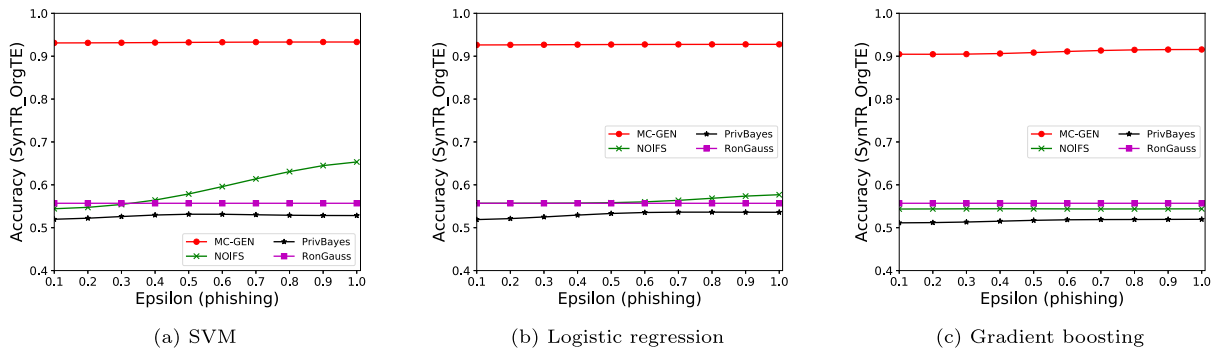 1.0
0.9
0.8
0.7
0.6
0.5
0.4
Accuracy (SynTR_OrgTE)
MC-GEN
NOIFS
PrivBayes
RonGauss
0.1 0.2 0.3 0.4 0.5 0.6 0.7 0.8 0.9 1.0
Epsilon (phishing)
(a) SVM
1.0
0.9
0.8
0.7
0.6
0.5
0.4
Accuracy (SynTR_OrgTE)
MC-GEN
NOIFS
PrivBayes
RonGauss
0.1 0.2 0.3 0.4 0.5 0.6 0.7 0.8 0.9 1.0
Epsilon (phishing)
(b) Logistic regression
1.0
0.9
0.8
0.7
0.6
0.5
0.4
Accuracy (SynTR_OrgTE)
MC-GEN
NOIFS
PrivBayes
RonGauss
0.1 0.2 0.3 0.4 0.5 0.6 0.7 0.8 0.9 1.0
Epsilon (phishing)
(c) Gradient boosting